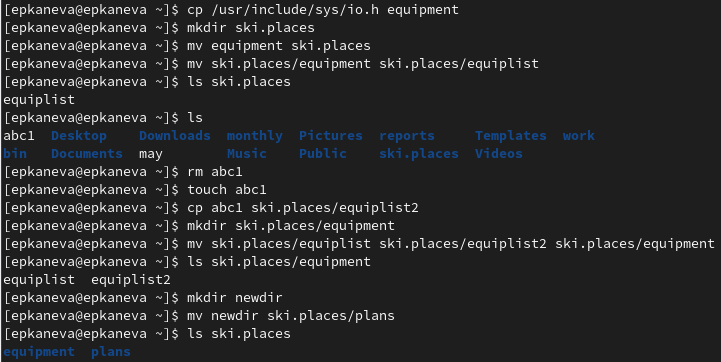 [epkaneva@epkaneva ~]$ cp /usr/include/sys/io.h equipment
[epkaneva@epkaneva ~]$ mkdir ski.places
[epkaneva@epkaneva ~]$ mv equipment ski.places
[epkaneva@epkaneva ~]$ mv ski.places/equipment ski.places/equiplist
[epkaneva@epkaneva ~]$ ls ski.places
equiplist
[epkaneva@epkaneva ~]$ ls
abc1  Desktop    Downloads  monthly  Pictures  reports     Templates  work
bin   Documents  may        Music    Public    ski.places  Videos
[epkaneva@epkaneva ~]$ rm abc1
[epkaneva@epkaneva ~]$ touch abc1
[epkaneva@epkaneva ~]$ cp abc1 ski.places/equiplist2
[epkaneva@epkaneva ~]$ mkdir ski.places/equipment
[epkaneva@epkaneva ~]$ mv ski.places/equiplist ski.places/equiplist2 ski.places/equipment
[epkaneva@epkaneva ~]$ ls ski.places/equipment
equiplist  equiplist2
[epkaneva@epkaneva ~]$ mkdir newdir
[epkaneva@epkaneva ~]$ mv newdir ski.places/plans
[epkaneva@epkaneva ~]$ ls ski.places
equipment  plans